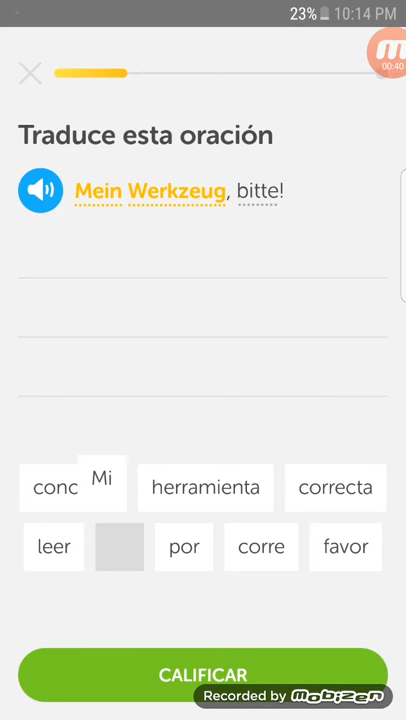 23% 10:14 PM
00:40
Traduce esta oración
Mein Werkzeug, bitte!
Mi
herramienta correcta
leer por corre favor
CALIFICAR
Recorded by mobizen